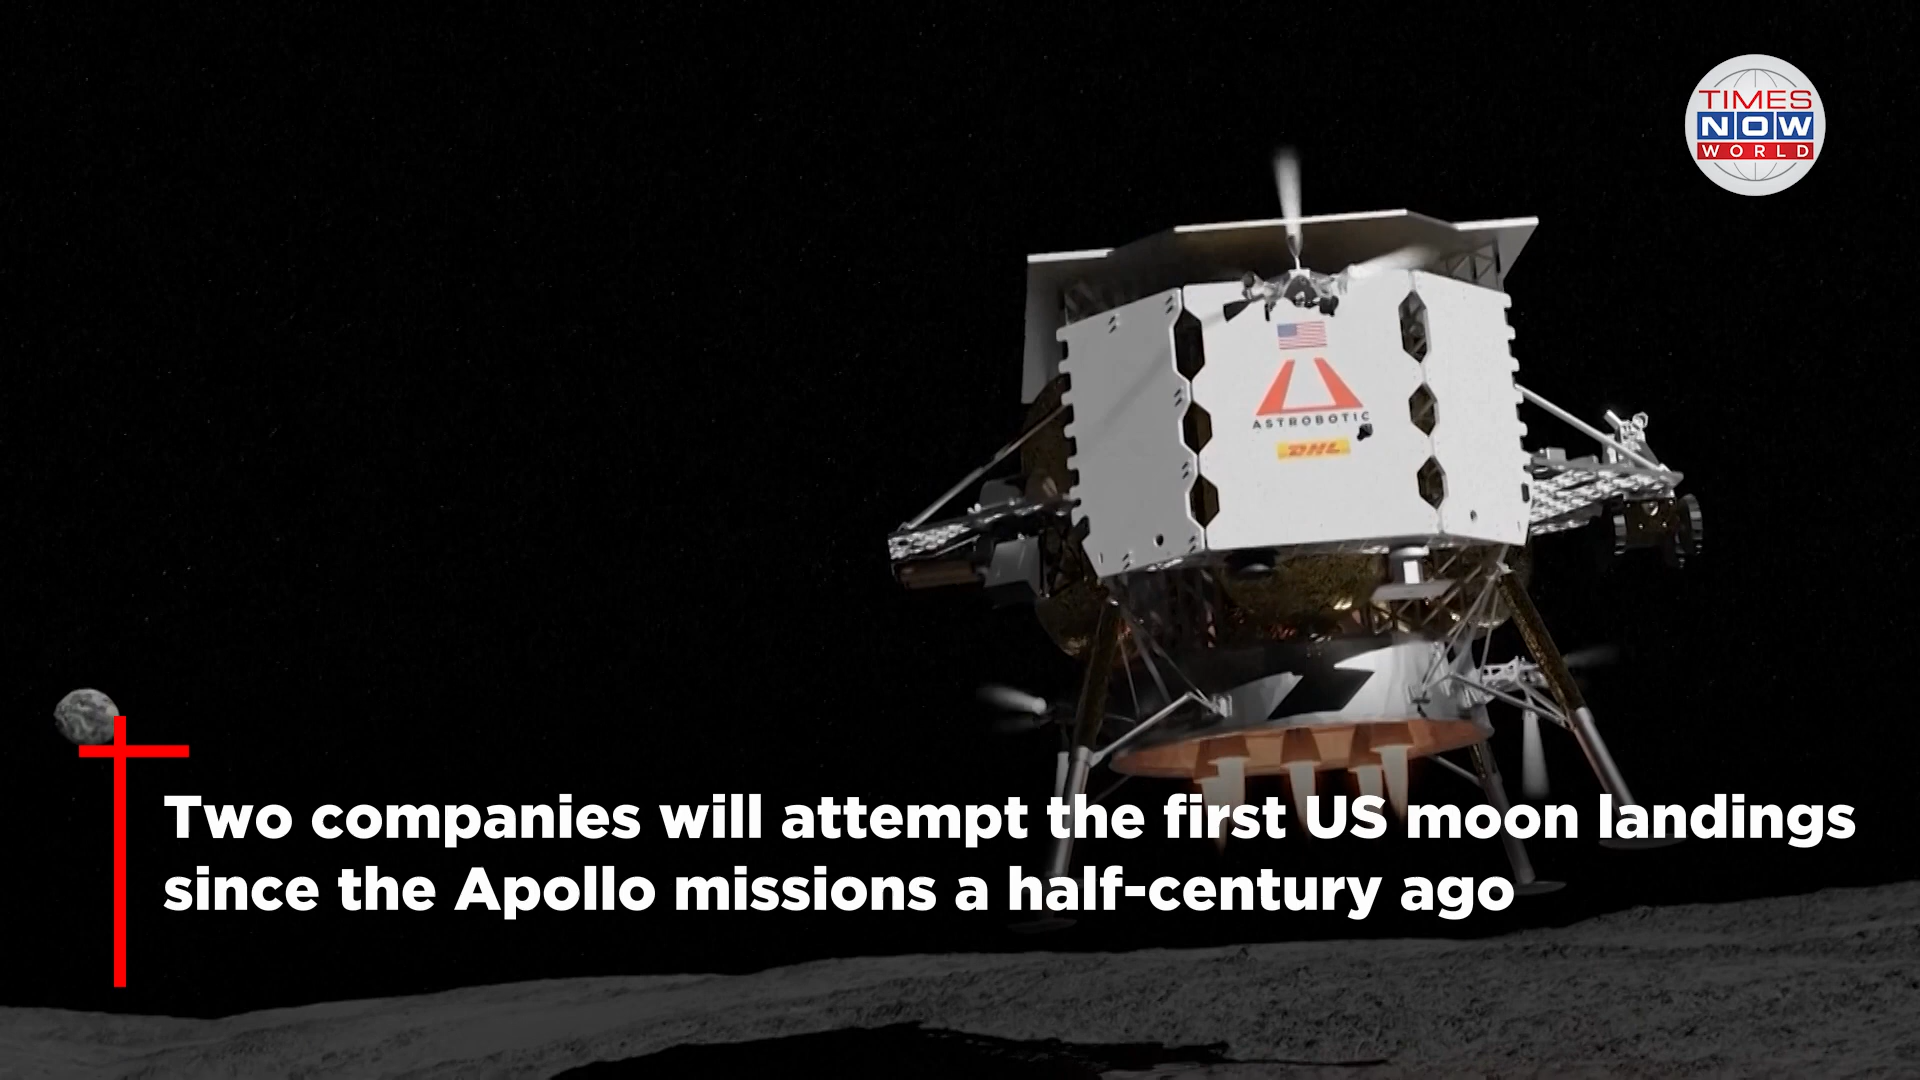 TIMES
NOW
WORLD
ASTROBOTIC
DHL
Two companies will attempt the first US moon landings
since the Apollo missions a half-century ago